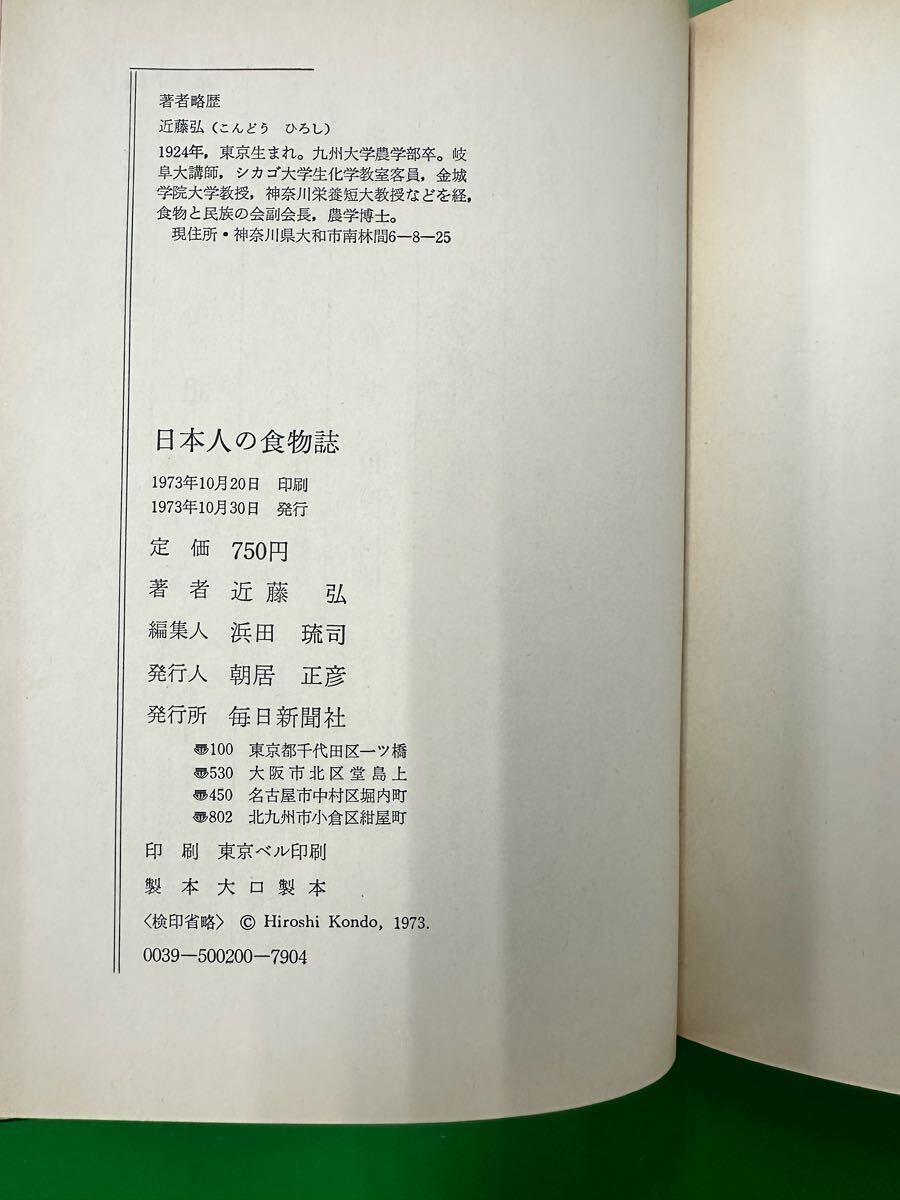 著者略歴
近藤弘(こんどう ひろし)
1924年，東京生まれ。九州大学農学部卒。岐
阜大講師，シカゴ大学生化学教室客員，金城
学院大学教授，神奈川栄養短大教授などを経，
食物と民族の会副会長，農学博士。
現住所・神奈川県大和市南林間6—8—25
日本人の食物誌
1973年10月20日 印刷
1973年10月30日 発行
定 価 750円
著 者 近 藤 弘
編集人 浜田 琉司
発行人 朝居 正彦
発行所 毎日新聞社
〠100 東京都千代田区一ツ橋
〠530 大阪市北区堂島上
〠450 名古屋市中村区堀内町
〠802 北九州市小倉区紺屋町
印 刷 東京ベル印刷
製 本 大口製本
〈検印省略〉 © Hiroshi Kondo, 1973.
0039—500200—7904